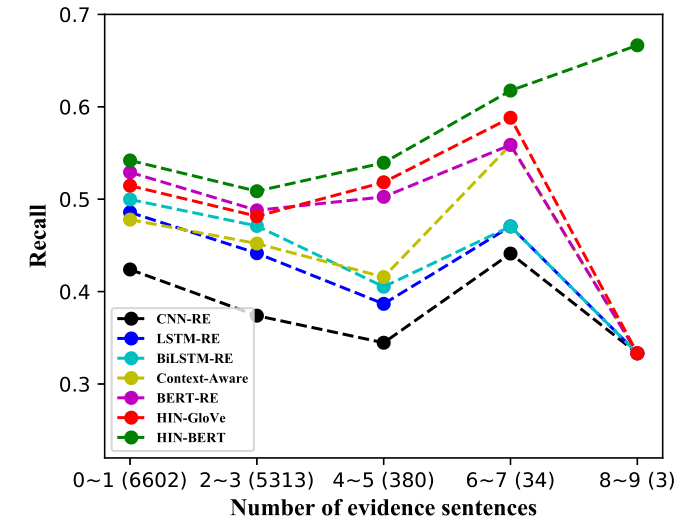 0.7
0.6
0.5
0.4
0.3
Recall
CNN-RE
LSTM-RE
BiLSTM-RE
Context-Aware
BERT-RE
HIN-GloVe
HIN-BERT
0~1 (6602) 2~3 (5313) 4~5 (380) 6~7 (34) 8~9 (3)
Number of evidence sentences